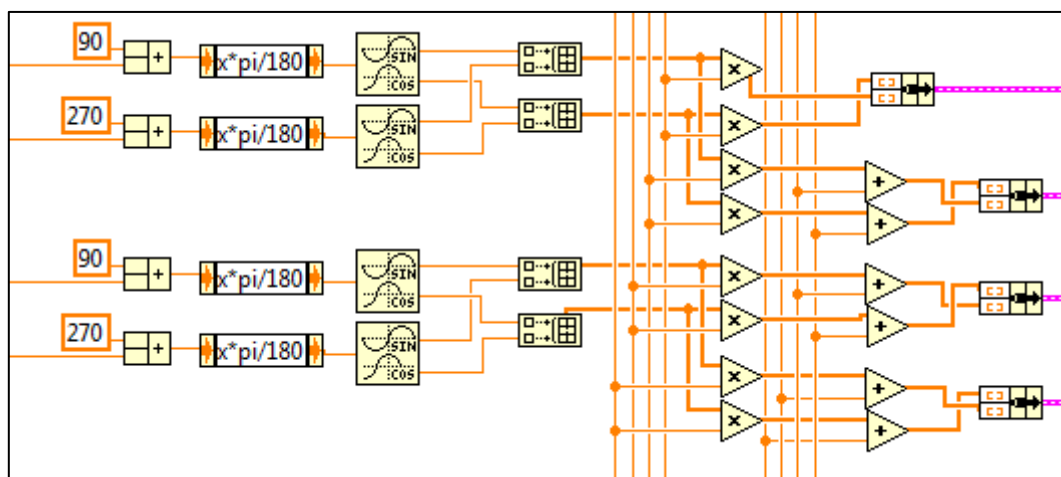 90
+
x*pi/180
SIN
COS
270
+
x*pi/180
SIN
COS
×
×
×
×
+
+
90
+
x*pi/180
SIN
COS
270
+
x*pi/180
SIN
COS
×
×
×
×
+
+
+
+